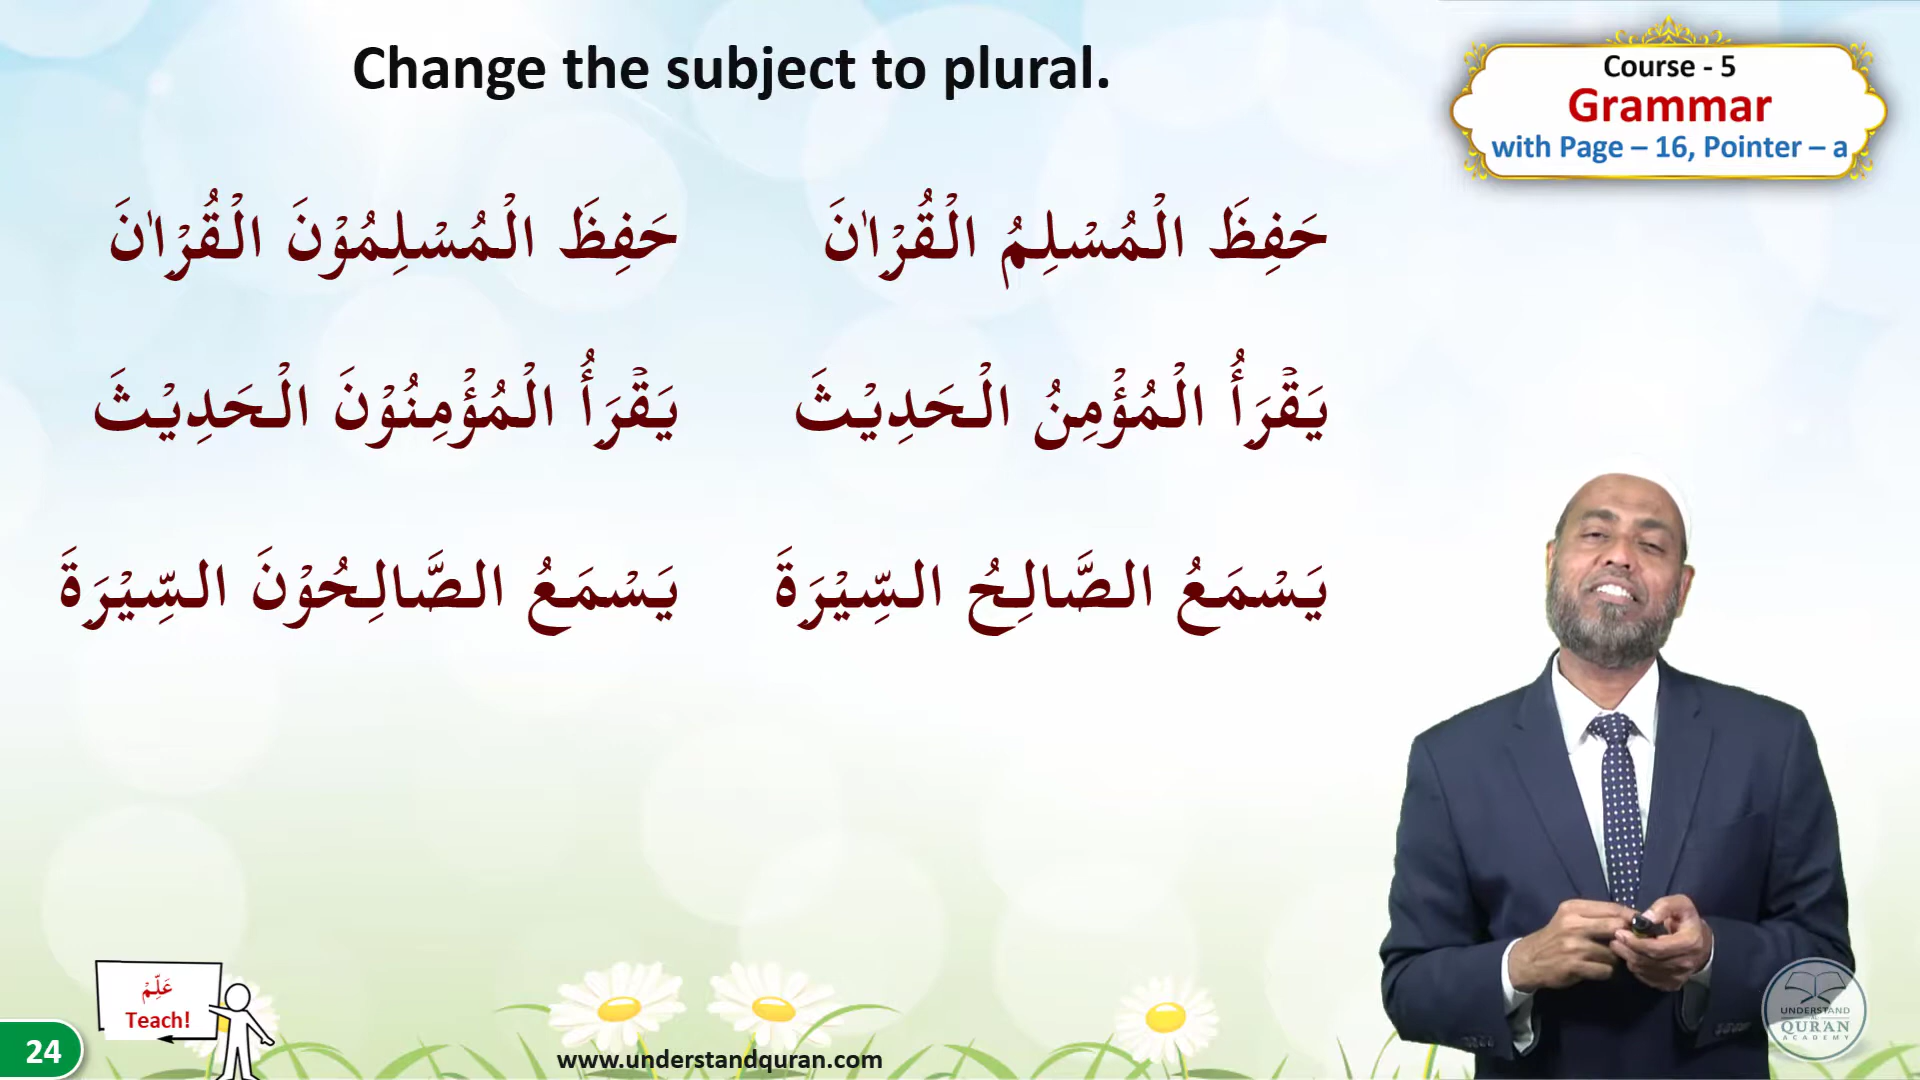 Change the subject to plural.
Course - 5
Grammar
with Page – 16, Pointer – a
حَفِظَ الْمُسْلِمُ الْقُرْاٰنَ
حَفِظَ الْمُسْلِمُوْنَ الْقُرْاٰنَ
يَقْرَأُ الْمُؤْمِنُ الْحَدِيْثَ
يَقْرَأُ الْمُؤْمِنُوْنَ الْحَدِيْثَ
يَسْمَعُ الصَّالِحُ السِّيْرَةَ
يَسْمَعُ الصَّالِحُوْنَ السِّيْرَةَ
عَلِّمْ
Teach!
24
www.understandquran.com
UNDERSTAND
QURAN
ACADEMY